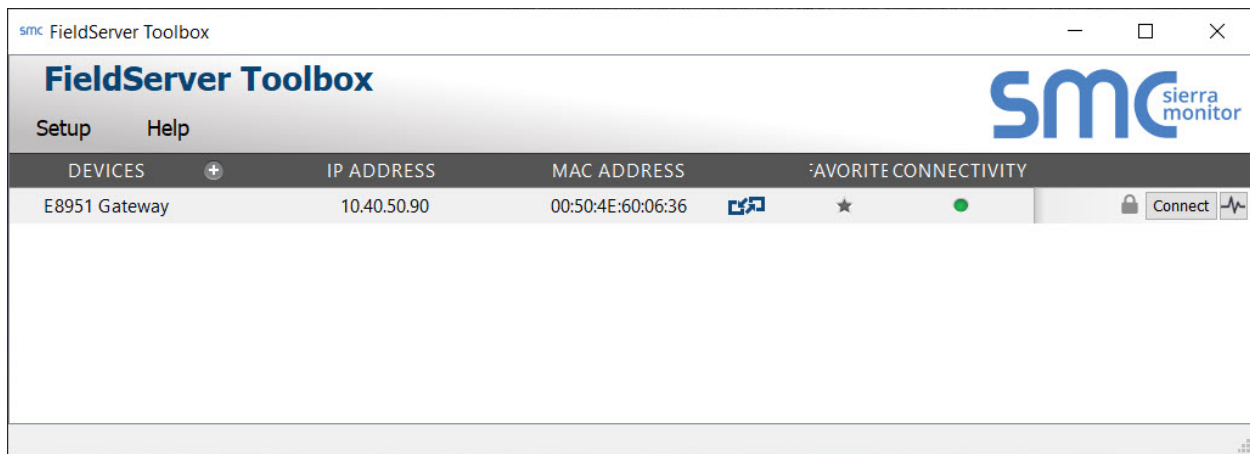 smc FieldServer Toolbox
FieldServer Toolbox
smc sierra monitor
Setup Help
DEVICES IP ADDRESS MAC ADDRESS FAVORITE CONNECTIVITY
E8951 Gateway 10.40.50.90 00:50:4E:60:06:36 Connect